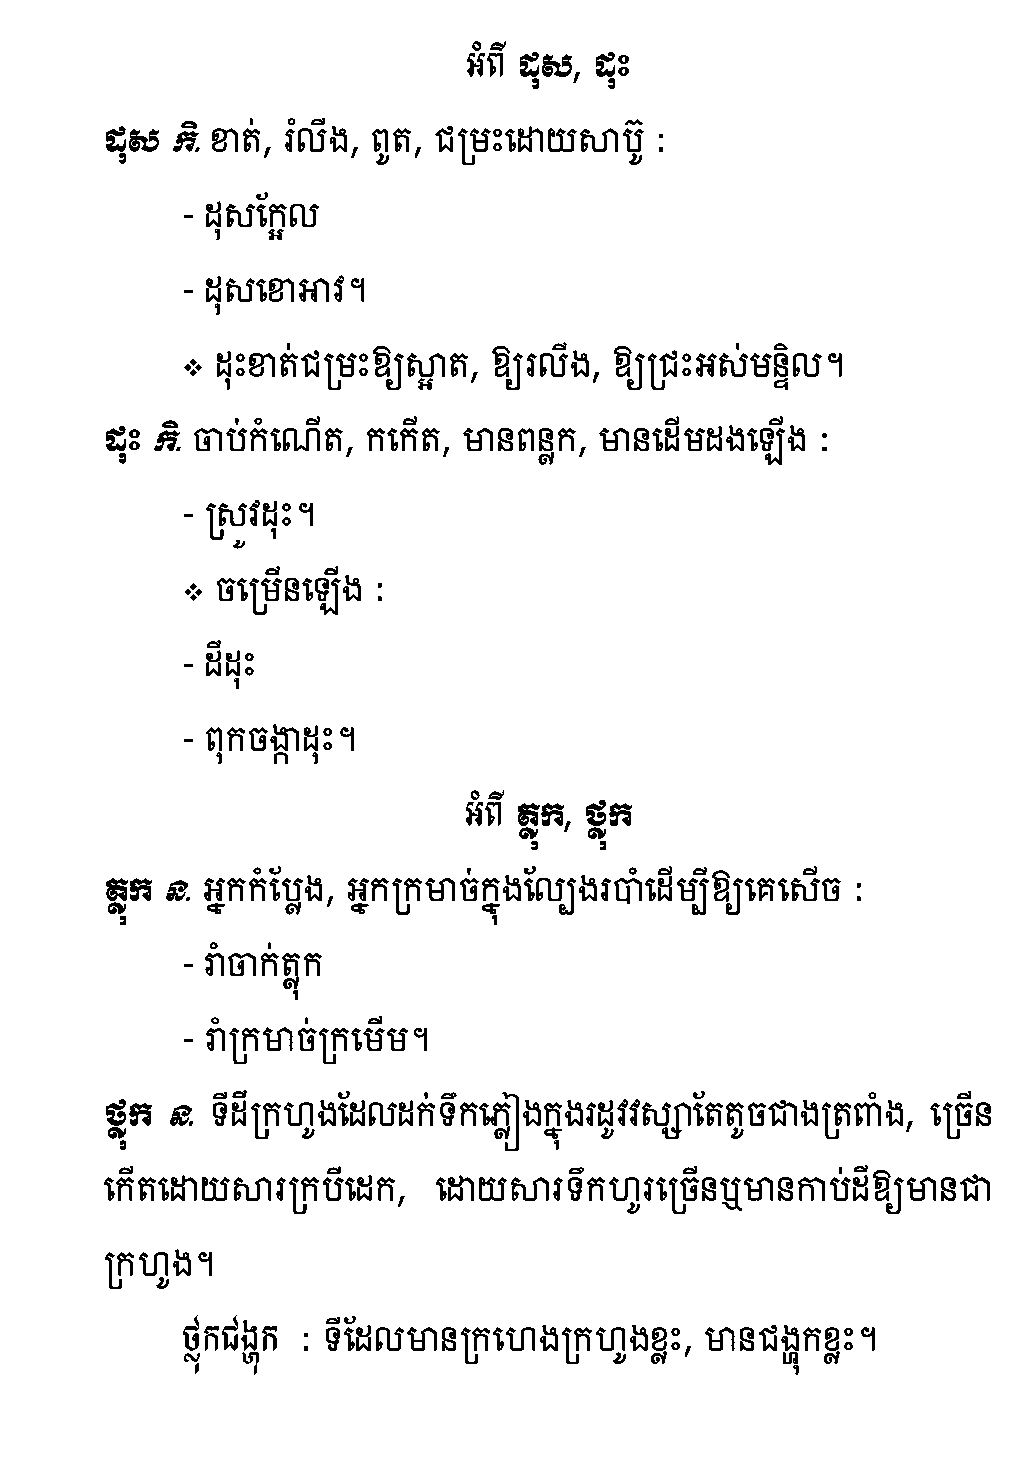 អំពី ដុស, ដុះ
ដុស កិ. ខាត់, រំលីង, ពូត, ជម្រះដោយសាប៊ូ :
- ដុសក្អែល
- ដុសខោអាវ។
❖ ដុះខាត់ជម្រះឱ្យស្អាត, ឱ្យរលីង, ឱ្យជ្រះអស់មន្ទិល។
ដុះ កិ. ចាប់កំណើត, កកើត, មានពន្លក, មានដើមដងឡើង :
- ស្រូវដុះ។
❖ ចម្រើនឡើង :
- ដីដុះ
- ពុកចង្កាដុះ។
អំពី ត្លុក, ថ្លុក
ត្លុក ន. អ្នកកំប្លែង, អ្នកក្រមាច់ក្នុងល្បែងរបាំដើម្បីឱ្យគេសើច :
- រាំចាក់ត្លុក
- រាំក្រមាច់ក្រមើម។
ថ្លុក ន. ទីដីក្រហូងដែលដក់ទឹកភ្លៀងក្នុងរដូវវស្សាតែតូចជាងត្រពាំង, ច្រើន
កើតដោយសារក្របីដេក, ដោយសារទឹកហូរច្រើនឬមានកាប់ដីឱ្យមានជា
ក្រហូង។
ថ្លុកជង្ហុក : ទីដែលមានក្រហេងក្រហូងខ្លះ, មានជង្ហុកខ្លះ។